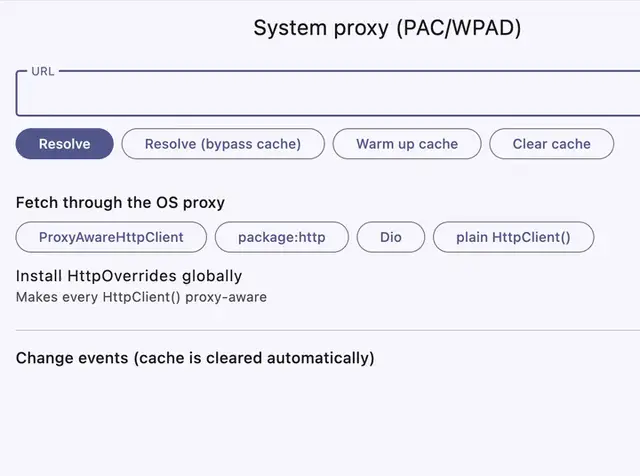 System proxy (PAC/WPAD)
URL
Resolve Resolve (bypass cache) Warm up cache Clear cache
Fetch through the OS proxy
ProxyAwareHttpClient package:http Dio plain HttpClient()
Install HttpOverrides globally
Makes every HttpClient() proxy-aware
Change events (cache is cleared automatically)